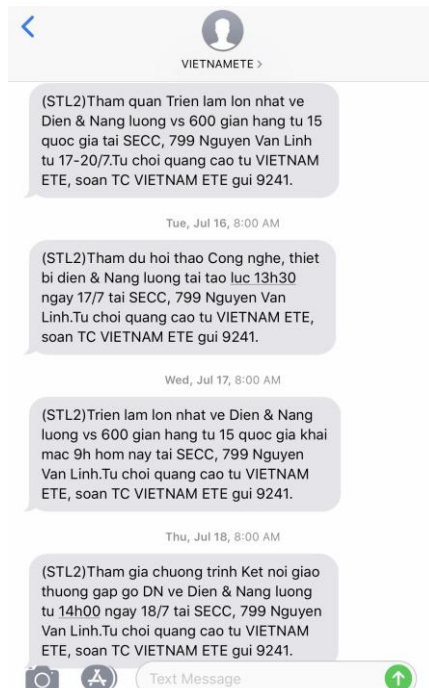 VIETNAMETE >
(STL2)Tham quan Trien lam lon nhat ve
Dien & Nang luong vs 600 gian hang tu 15
quoc gia tai SECC, 799 Nguyen Van Linh
tu 17-20/7.Tu choi quang cao tu VIETNAM
ETE, soan TC VIETNAM ETE gui 9241.
Tue, Jul 16, 8:00 AM
(STL2)Tham du hoi thao Cong nghe, thiet
bi dien & Nang luong tai tao luc 13h30
ngay 17/7 tai SECC, 799 Nguyen Van
Linh.Tu choi quang cao tu VIETNAM ETE,
soan TC VIETNAM ETE gui 9241.
Wed, Jul 17, 8:00 AM
(STL2)Trien lam lon nhat ve Dien & Nang
luong vs 600 gian hang tu 15 quoc gia khai
mac 9h hom nay tai SECC, 799 Nguyen
Van Linh.Tu choi quang cao tu VIETNAM
ETE, soan TC VIETNAM ETE gui 9241.
Thu, Jul 18, 8:00 AM
(STL2)Tham gia chuong trinh Ket noi giao
thuong gap go DN ve Dien & Nang luong
tu 14h00 ngay 18/7 tai SECC, 799 Nguyen
Van Linh.Tu choi quang cao tu VIETNAM
ETE, soan TC VIETNAM ETE gui 9241.
Text Message